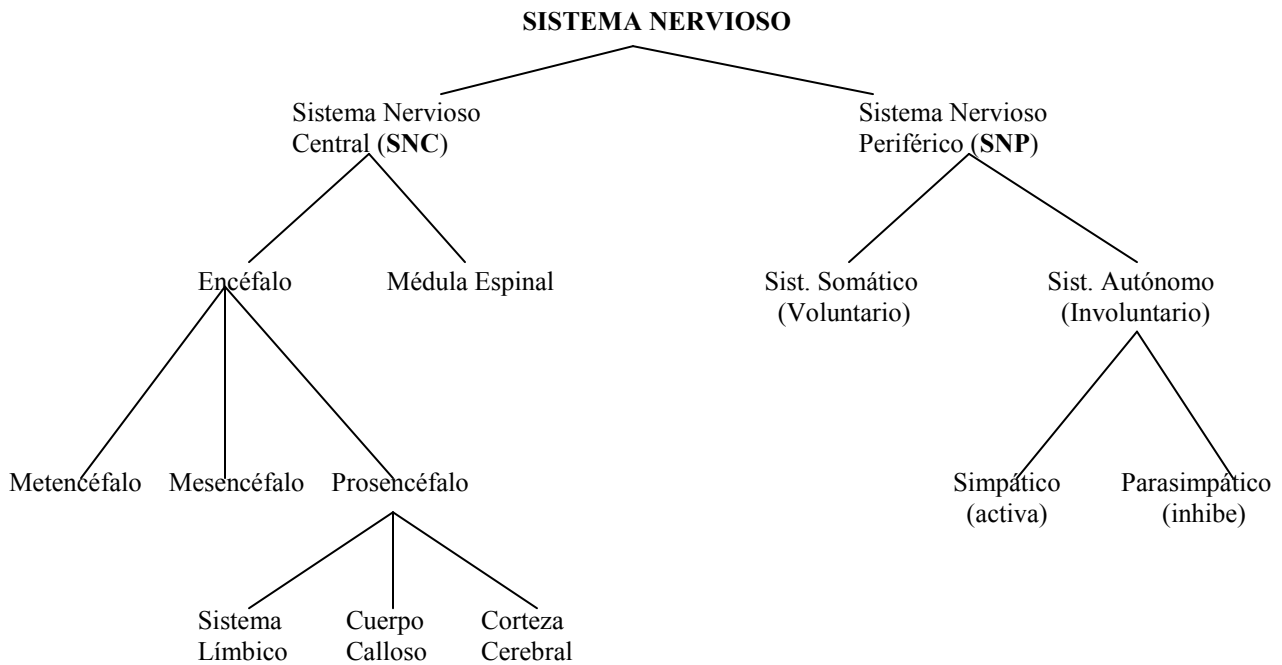 SISTEMA NERVIOSO
Sistema Nervioso
Central (SNC)
Sistema Nervioso
Periférico (SNP)
Encéfalo
Médula Espinal
Sist. Somático
(Voluntario)
Sist. Autónomo
(Involuntario)
Metencéfalo
Mesencéfalo
Prosencéfalo
Simpático
(activa)
Parasimpático
(inhibe)
Sistema
Límbico
Cuerpo
Calloso
Corteza
Cerebral